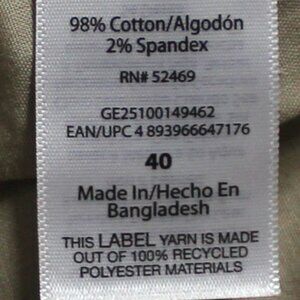 98% Cotton/Algodón
2% Spandex
RN# 52469
GE25100149462
EAN/UPC 4 893966647176
40
Made In/Hecho En
Bangladesh
THIS LABEL YARN IS MADE
OUT OF 100% RECYCLED
POLYESTER MATERIALS